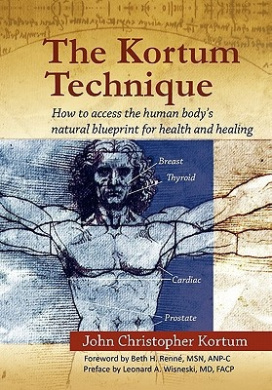 The Kortum
Technique
How to access the human body's
natural blueprint for health and healing
Breast
Thyroid
Cardiac
Prostate
John Christopher Kortum
Foreword by Beth H. Renné, MSN, ANP-C
Preface by Leonard A. Wisneski, MD, FACP